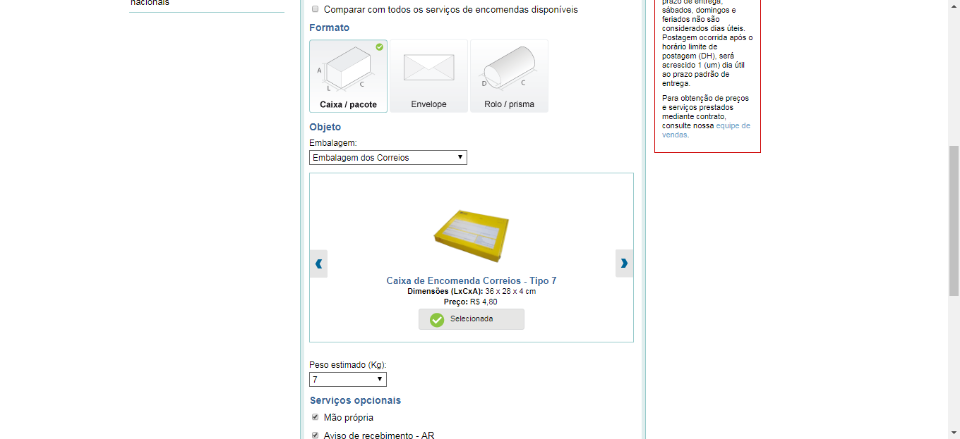 nacionais
Comparar com todos os serviços de encomendas disponíveis
Formato
A
L
C
Caixa / pacote
Envelope
D
C
Rolo / prisma
Objeto
Embalagem:
Embalagem dos Correios
Caixa de Encomenda Correios - Tipo 7
Dimensões (LxCxA): 36 x 28 x 4 cm
Preço: R$ 4,80
Selecionada
Peso estimado (Kg):
7
Serviços opcionais
Mão própria
Aviso de recebimento - AR
prazo de entrega,
sábados, domingos e
feriados não são
considerados dias úteis.
Postagem ocorrida após o
horário limite de
postagem (DH), será
acrescido 1 (um) dia útil
ao prazo padrão de
entrega.
Para obtenção de preços
e serviços prestados
mediante contrato,
consulte nossa equipe de
vendas.